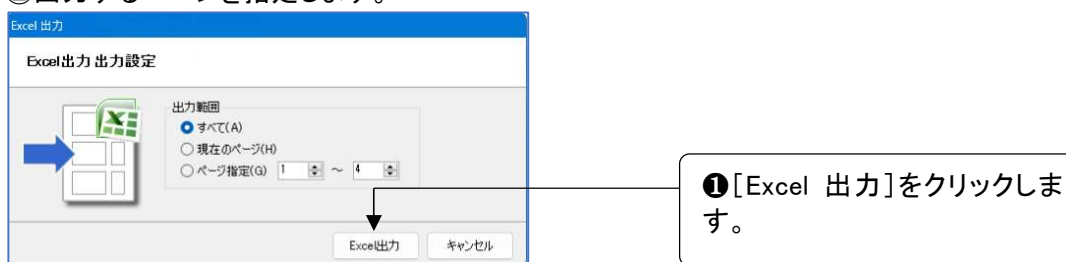 Excel 出力
Excel出力 出力設定
出力範囲
すべて(A)
現在のページ(H)
ページ指定(G) 1 ～ 4
Excel出力 キャンセル
❶[Excel 出力]をクリックしま
す。